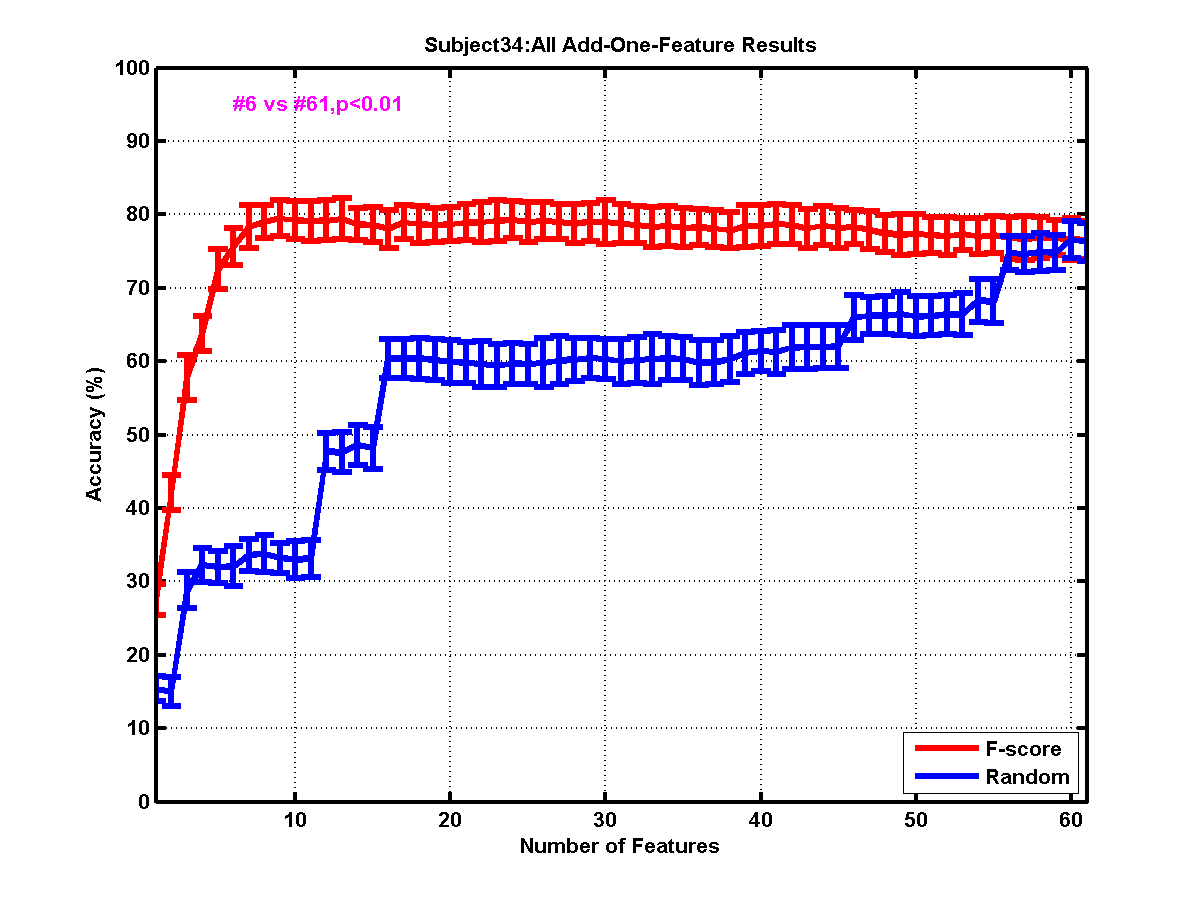 Subject34:All Add-One-Feature Results
100
#6 vs #61,p<0.01
90
80
70
60
50
40
30
20
10
0
Accuracy (%)
10 20 30 40 50 60
Number of Features
F-score
Random